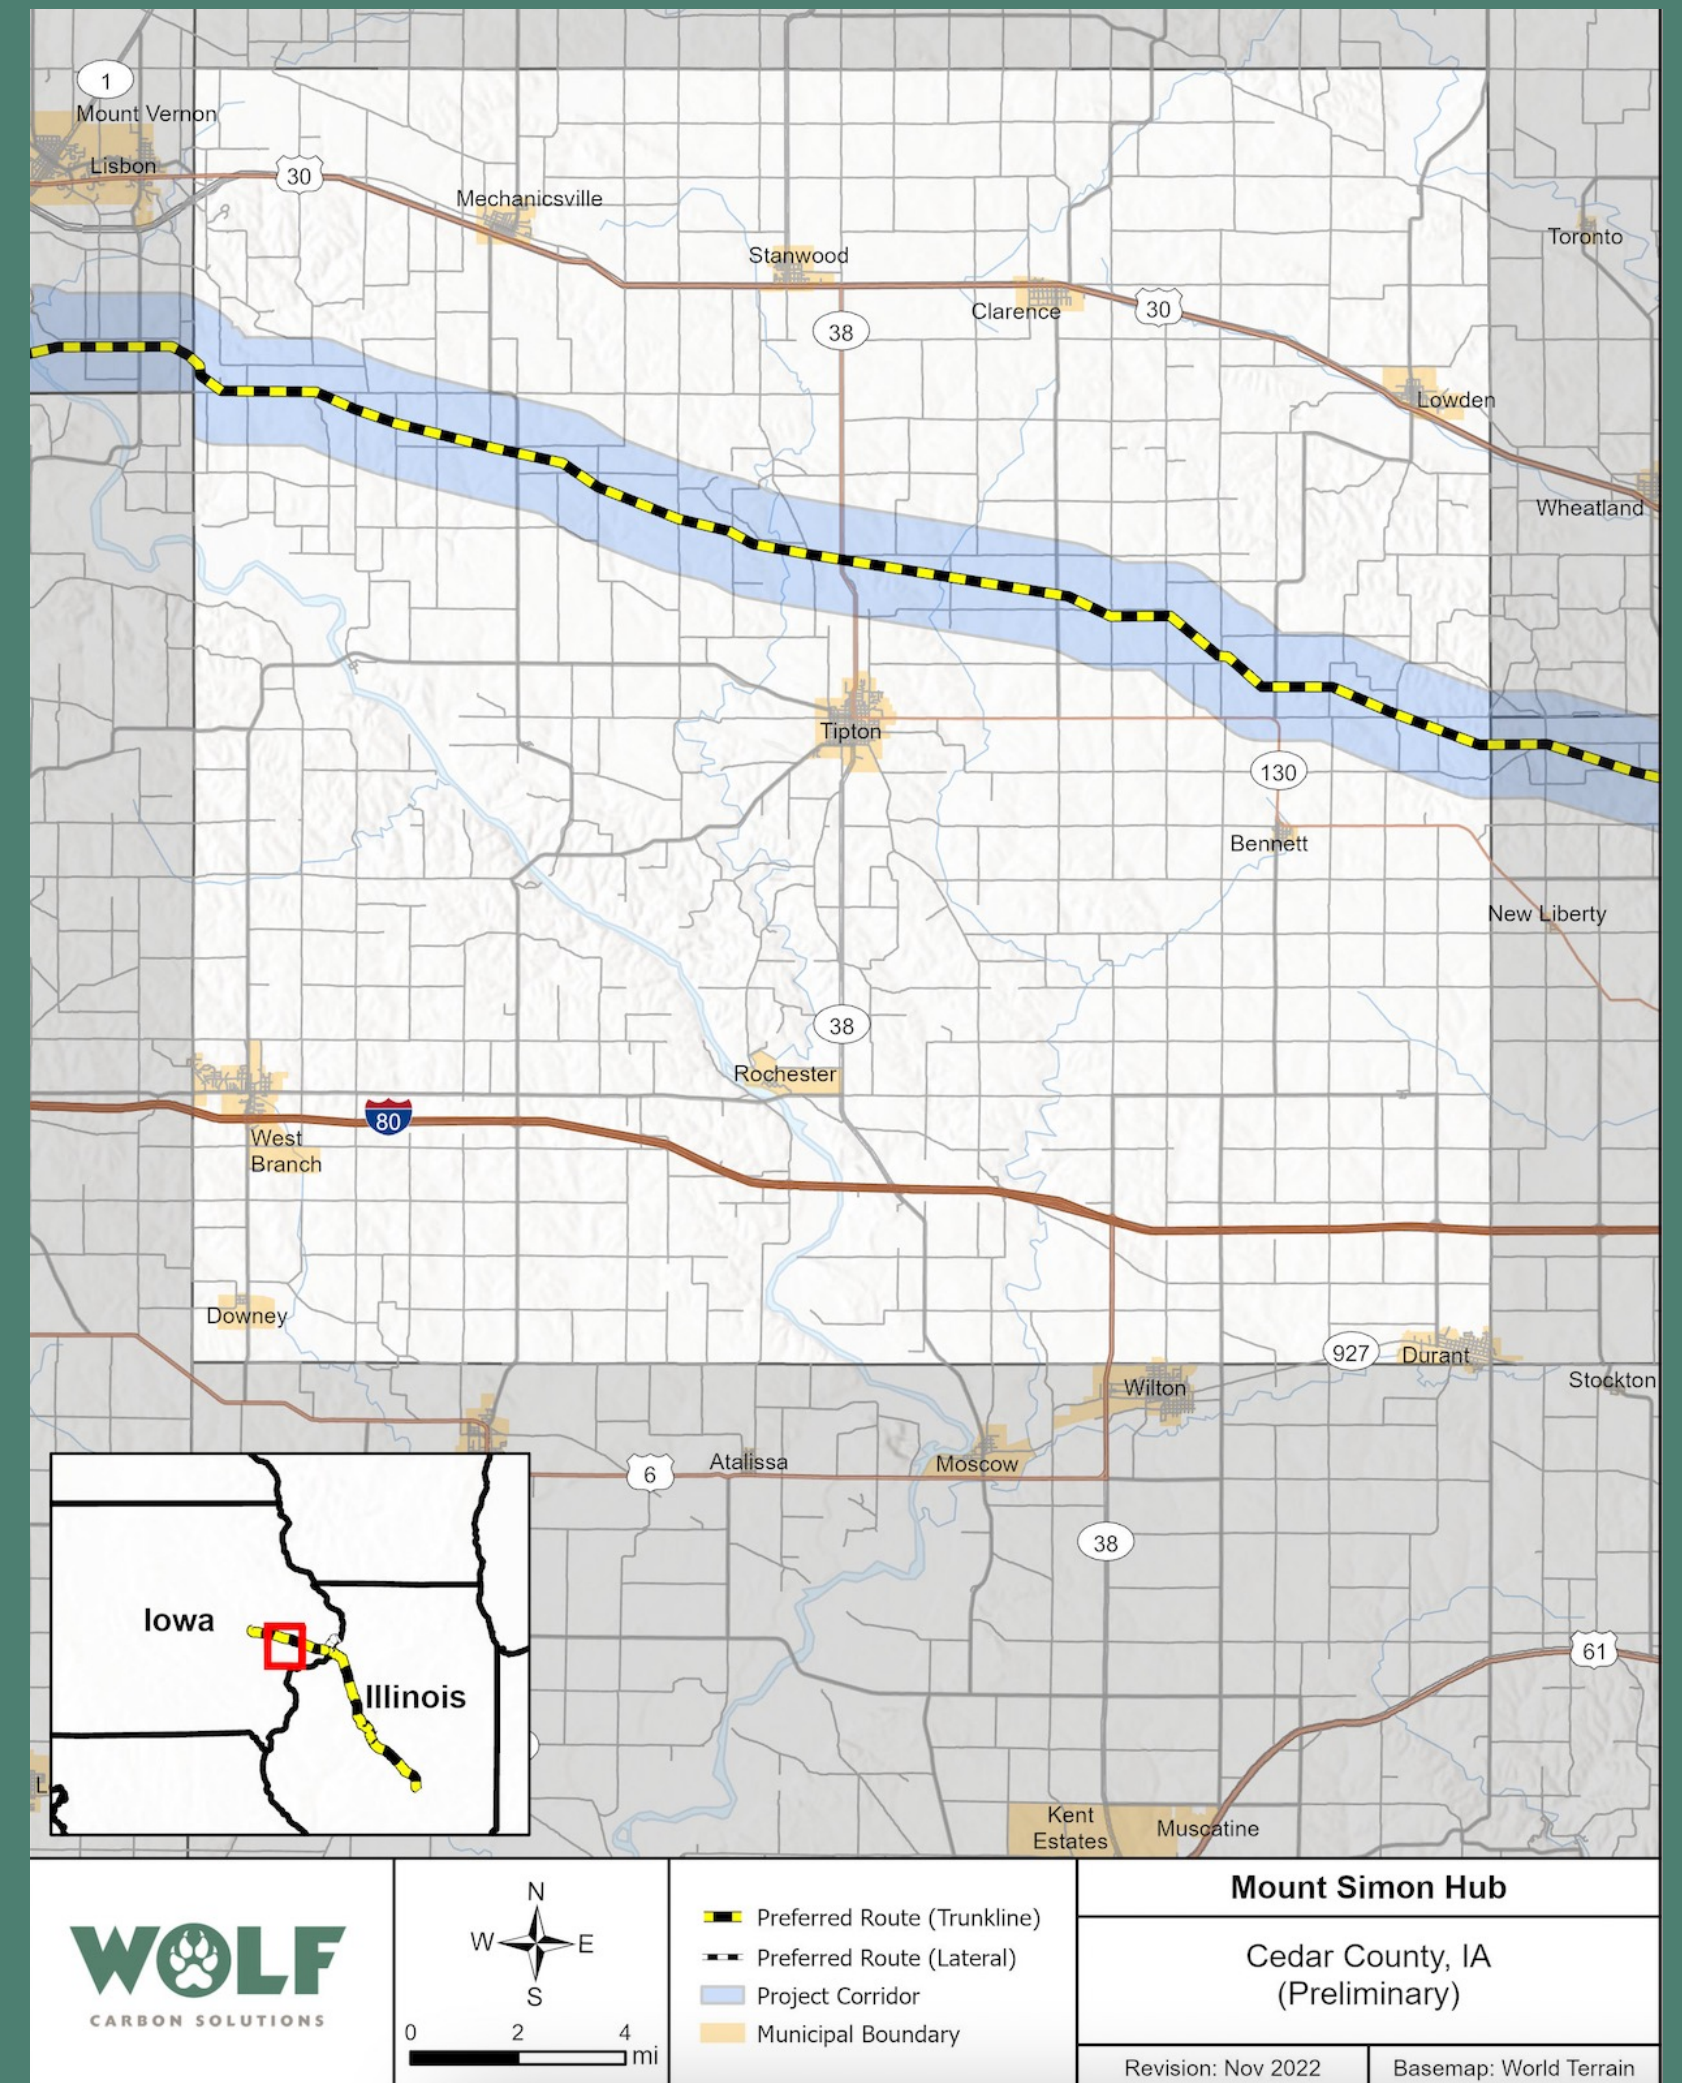 1
Mount Vernon
Lisbon
30
Mechanicsville
Stanwood
Toronto
Clarence
30
38
Lowden
Wheatland
Tipton
130
Bennett
New Liberty
38
Rochester
80
West
Branch
Downey
927
Durant
Stockton
Wilton
6
Atalissa
Moscow
38
Iowa
Illinois
61
L
Kent
Estates
Muscatine
WOLF
CARBON SOLUTIONS
N
W
E
S
0 2 4
mi
Preferred Route (Trunkline)
Preferred Route (Lateral)
Project Corridor
Municipal Boundary
Mount Simon Hub
Cedar County, IA
(Preliminary)
Revision: Nov 2022
Basemap: World Terrain